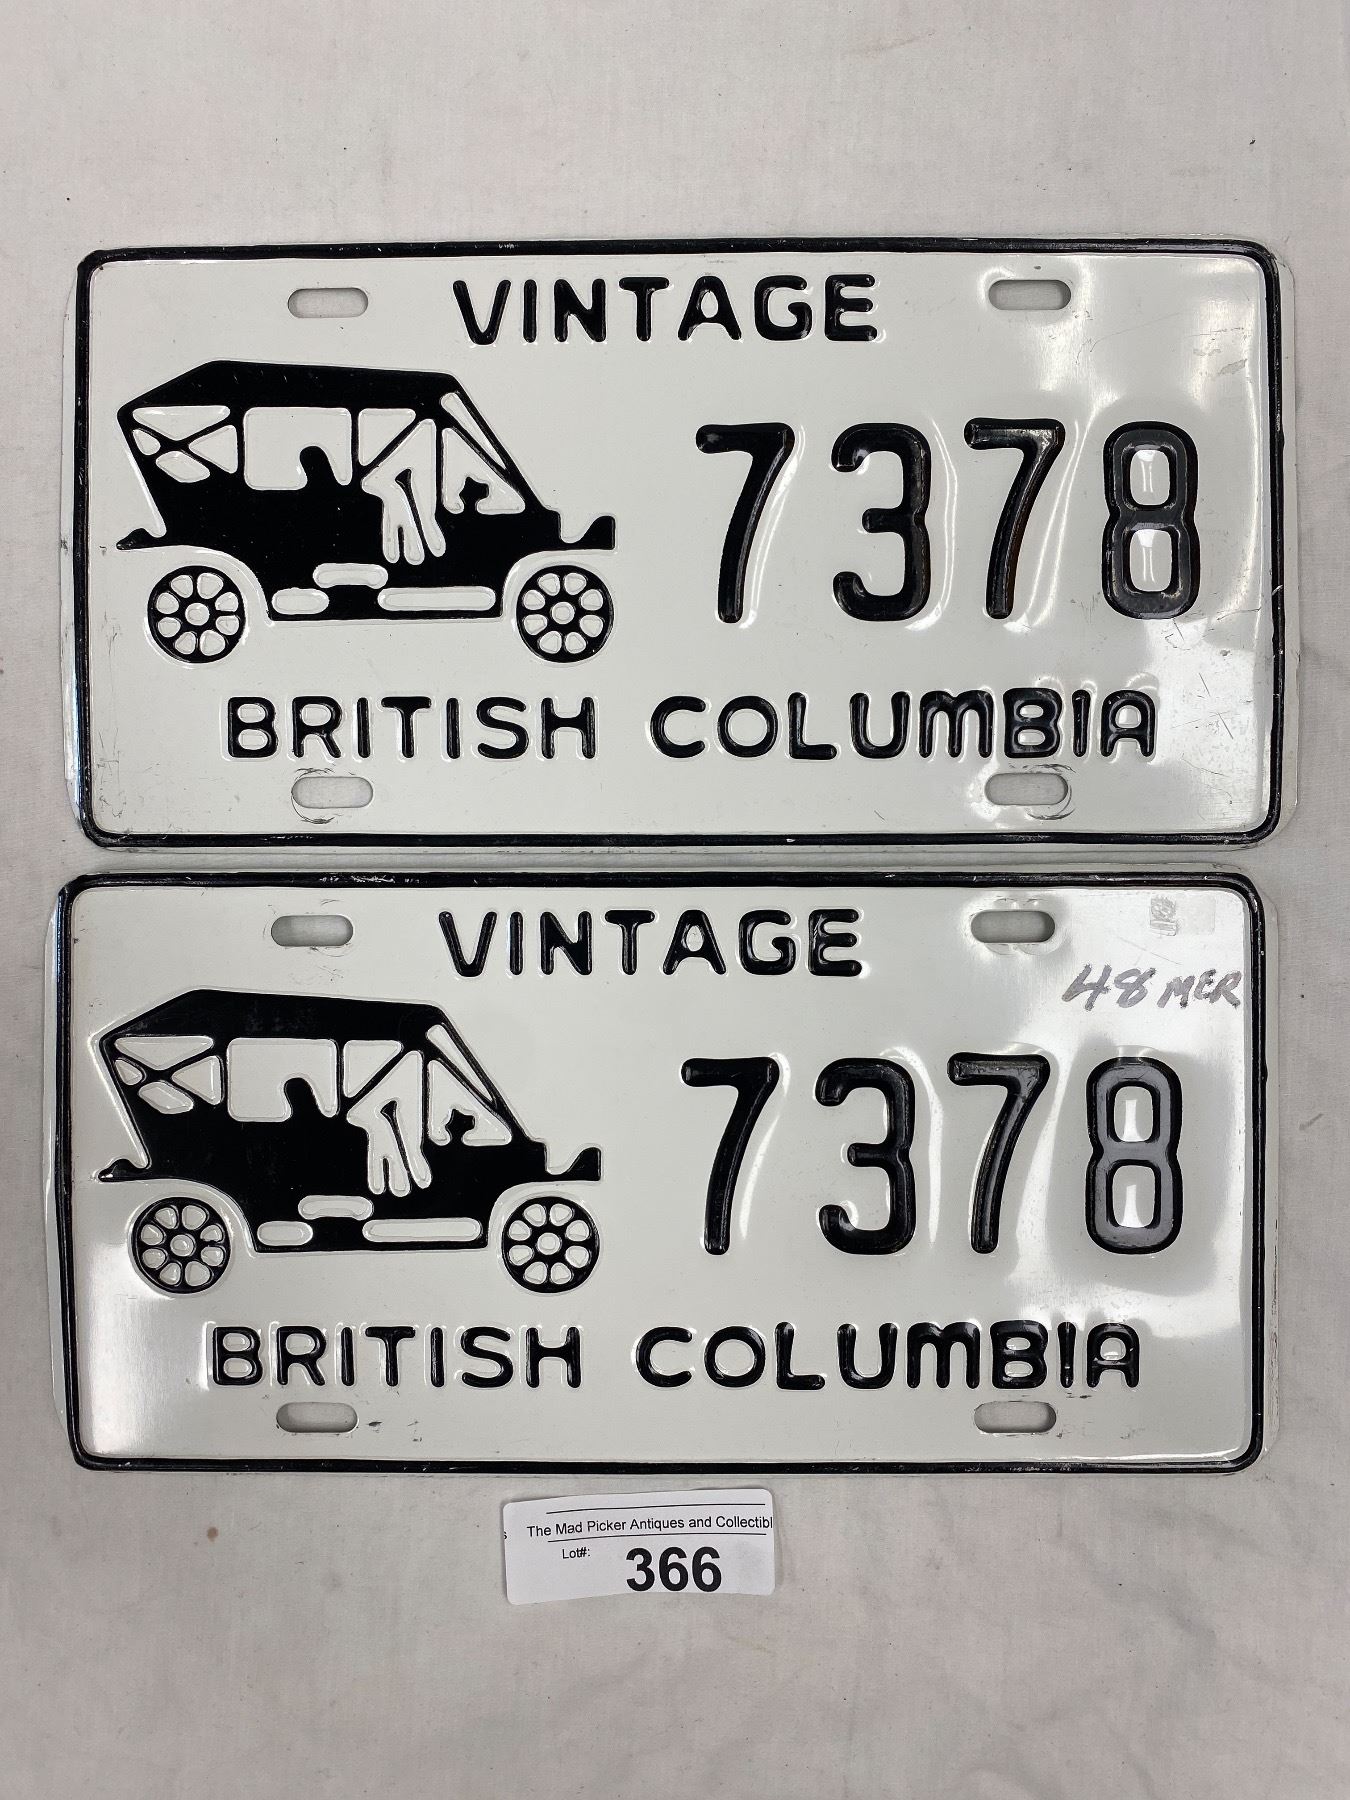 VINTAGE
7378
BRITISH COLUMBIA
VINTAGE
48 MER
7378
BRITISH COLUMBIA
s The Mad Picker Antiques and Collectibl
Lot#: 366